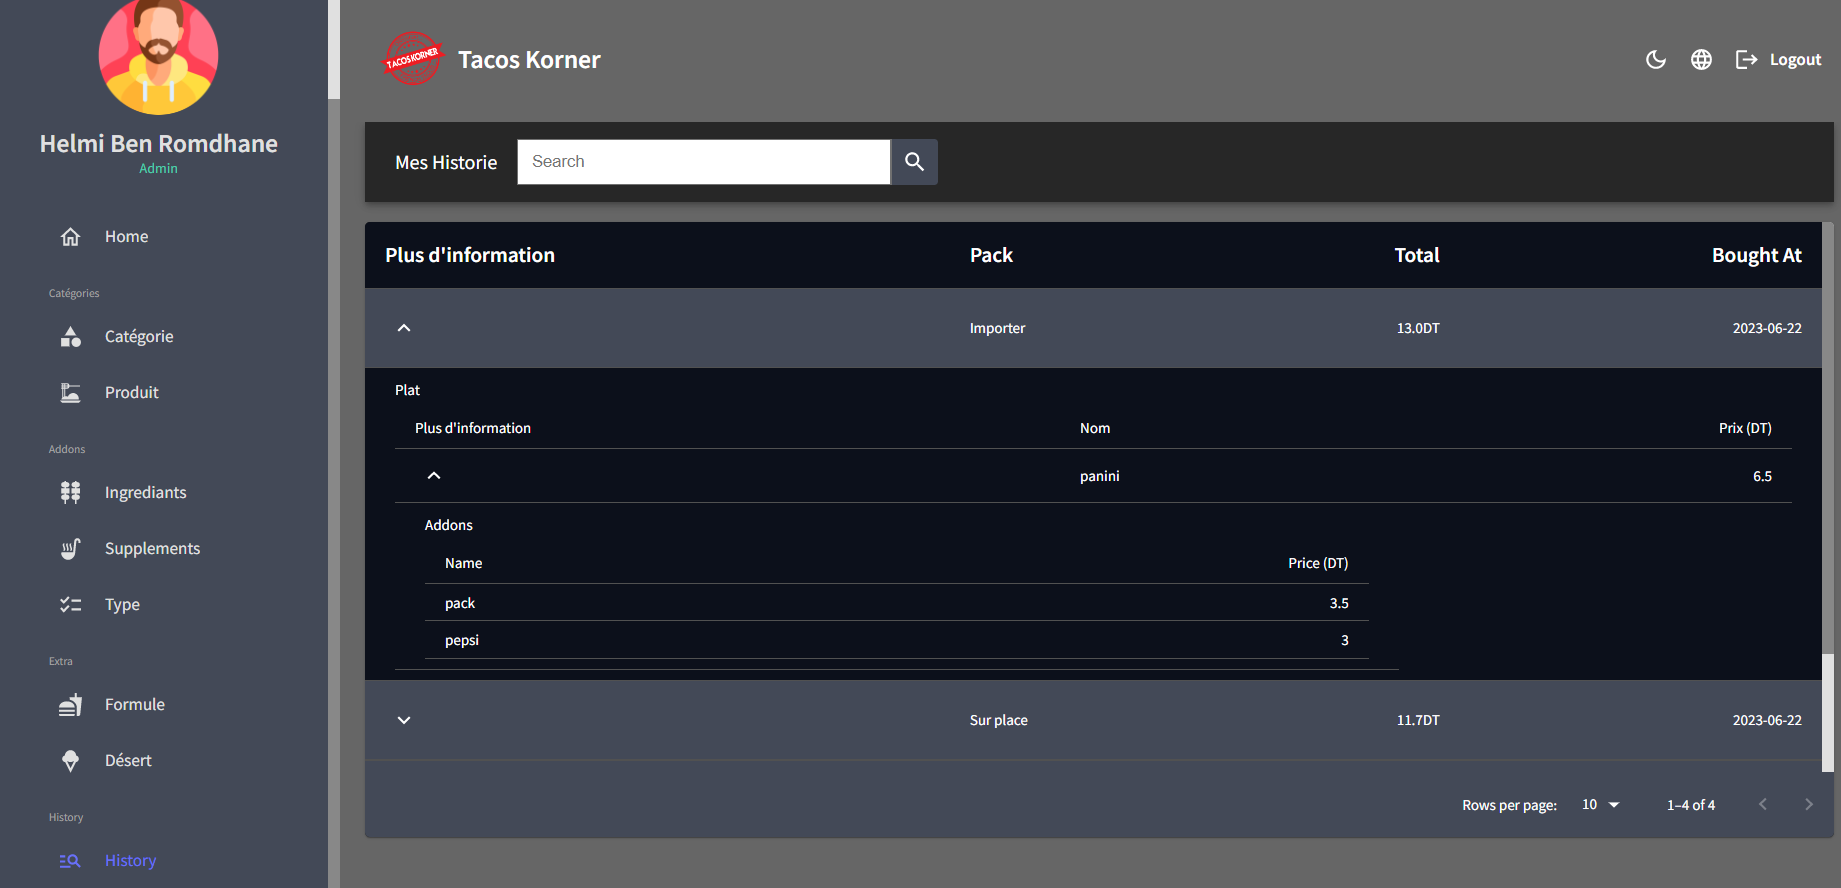 Helmi Ben Romdhane
Admin
Home
Catégories
Catégorie
Produit
Addons
Ingrediants
Supplements
Type
Extra
Formule
Désert
History
History
TACOS KORNER
Tacos Korner
Logout
Mes Historie
Search
Plus d'information Pack Total Bought At
Importer 13.0DT 2023-06-22
Plat
Plus d'information Nom Prix (DT)
panini 6.5
Addons
Name Price (DT)
pack 3.5
pepsi 3
Sur place 11.7DT 2023-06-22
Rows per page: 10 1–4 of 4